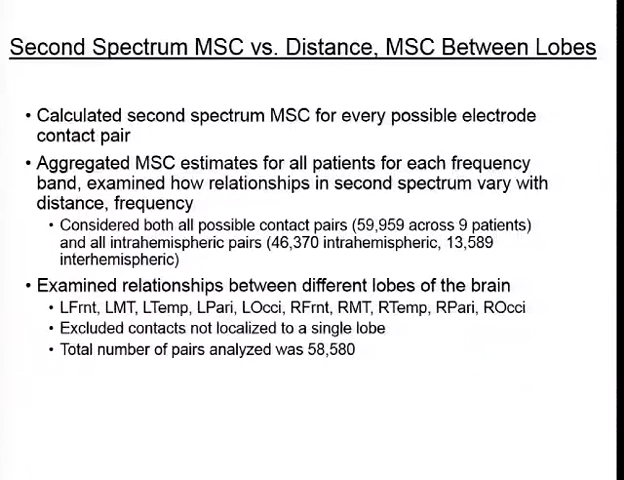 Second Spectrum MSC vs. Distance, MSC Between Lobes
• Calculated second spectrum MSC for every possible electrode
contact pair
• Aggregated MSC estimates for all patients for each frequency
band, examined how relationships in second spectrum vary with
distance, frequency
• Considered both all possible contact pairs (59,959 across 9 patients)
and all intrahemispheric pairs (46,370 intrahemispheric, 13,589
interhemispheric)
• Examined relationships between different lobes of the brain
• LFrnt, LMT, LTemp, LPari, LOcci, RFrnt, RMT, RTemp, RPari, ROcci
• Excluded contacts not localized to a single lobe
• Total number of pairs analyzed was 58,580